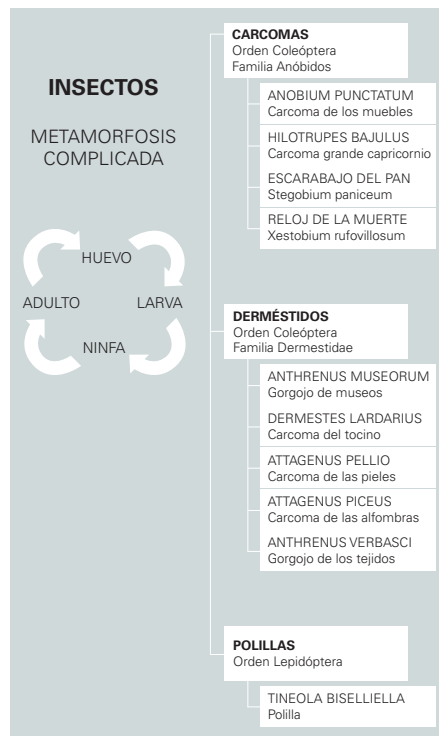 INSECTOS
METAMORFOSIS
COMPLICADA
HUEVO
ADULTO
LARVA
NINFA
CARCOMAS
Orden Coleóptera
Familia Anóbidos
ANOBIUM PUNCTATUM
Carcoma de los muebles
HILOTRUPES BAJULUS
Carcoma grande capricornio
ESCARABAJO DEL PAN
Stegobium paniceum
RELOJ DE LA MUERTE
Xestobium rufovillosum
DERMÉSTIDOS
Orden Coleóptera
Familia Dermestidae
ANTHRENUS MUSEORUM
Gorgojo de museos
DERMESTES LARDARIUS
Carcoma del tocino
ATTAGENUS PELLIO
Carcoma de las pieles
ATTAGENUS PICEUS
Carcoma de las alfombras
ANTHRENUS VERBASCI
Gorgojo de los tejidos
POLILLAS
Orden Lepidóptera
TINEOLA BISELLIELLA
Polilla